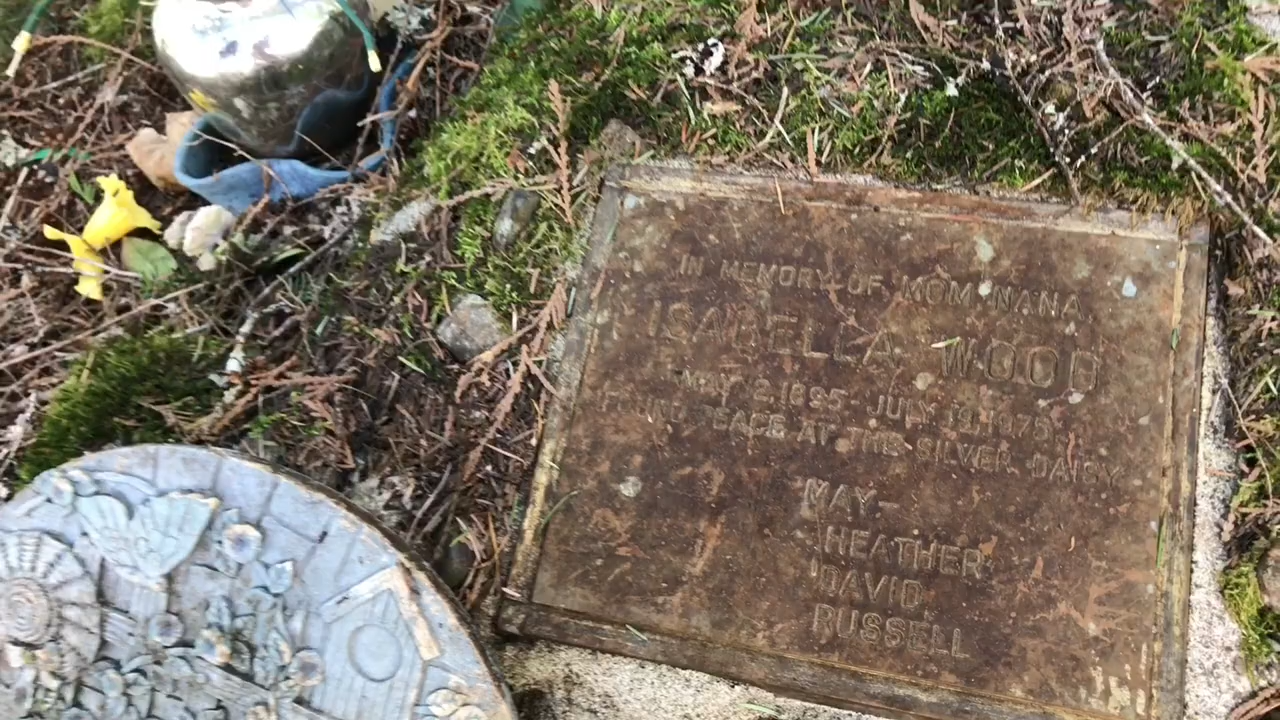 IN MEMORY OF MOM, NANA
ISABELLA WOOD
MAY 2, 1895 - JULY 19, 1975
FOUND PEACE AT THE SILVER DAISY
MAY-
HEATHER
DAVID
RUSSELL